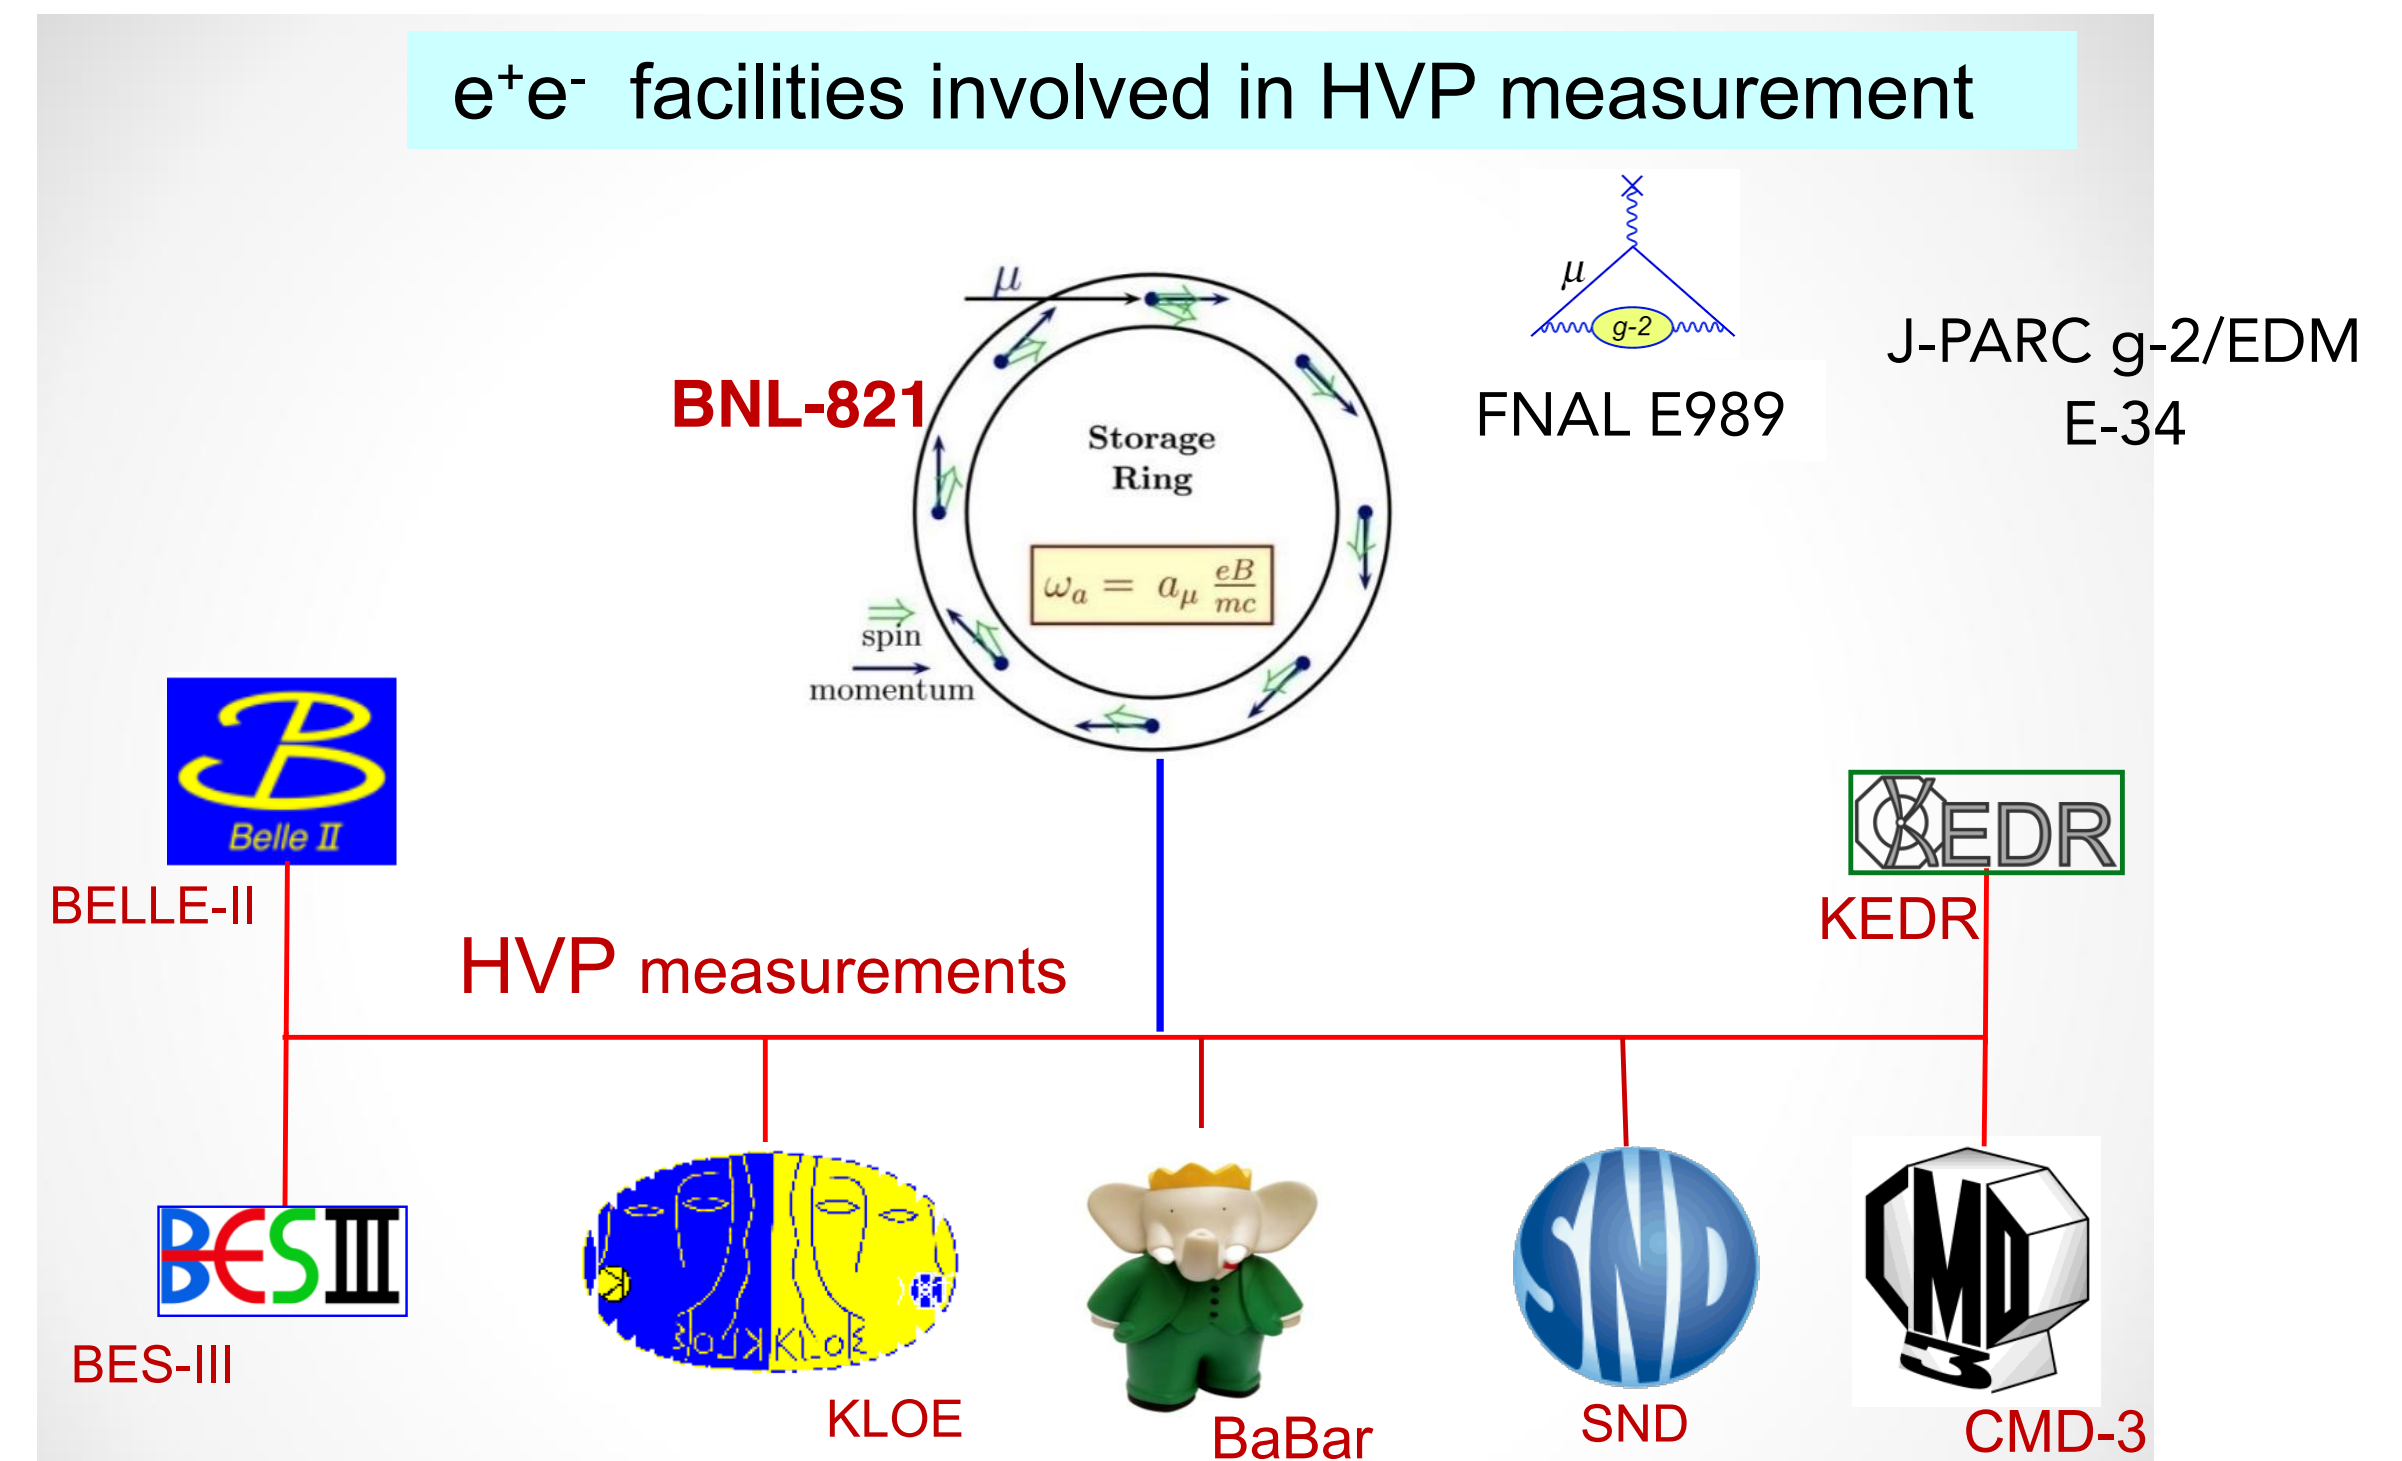 e⁺e⁻ facilities involved in HVP measurement
μ
μ
g-2
BNL-821
FNAL E989
J-PARC g-2/EDM
E-34
Storage
Ring
ωₐ = a_μ eB/mc
spin
momentum
Belle II
BELLE-II
KEDR
KEDR
HVP measurements
BESIII
BES-III
KLOE
KLOE
KLOE
BaBar
SND
SND
CMD
3
CMD-3